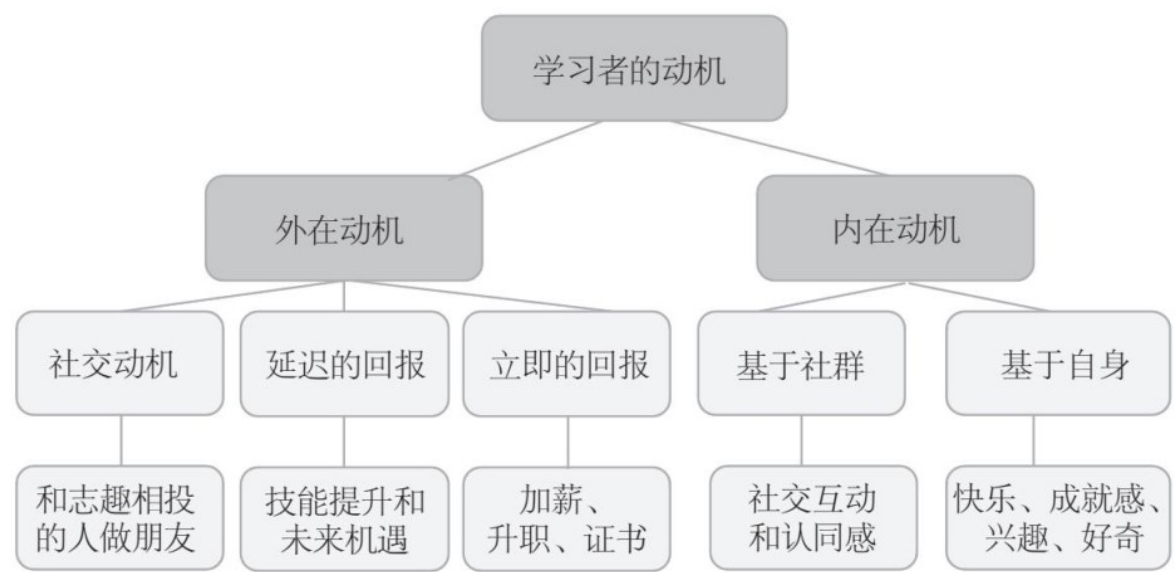 学习者的动机
外在动机
内在动机
社交动机
延迟的回报
立即的回报
基于社群
基于自身
和志趣相投
的人做朋友
技能提升和
未来机遇
加薪、
升职、证书
社交互动
和认同感
快乐、成就感、
兴趣、好奇